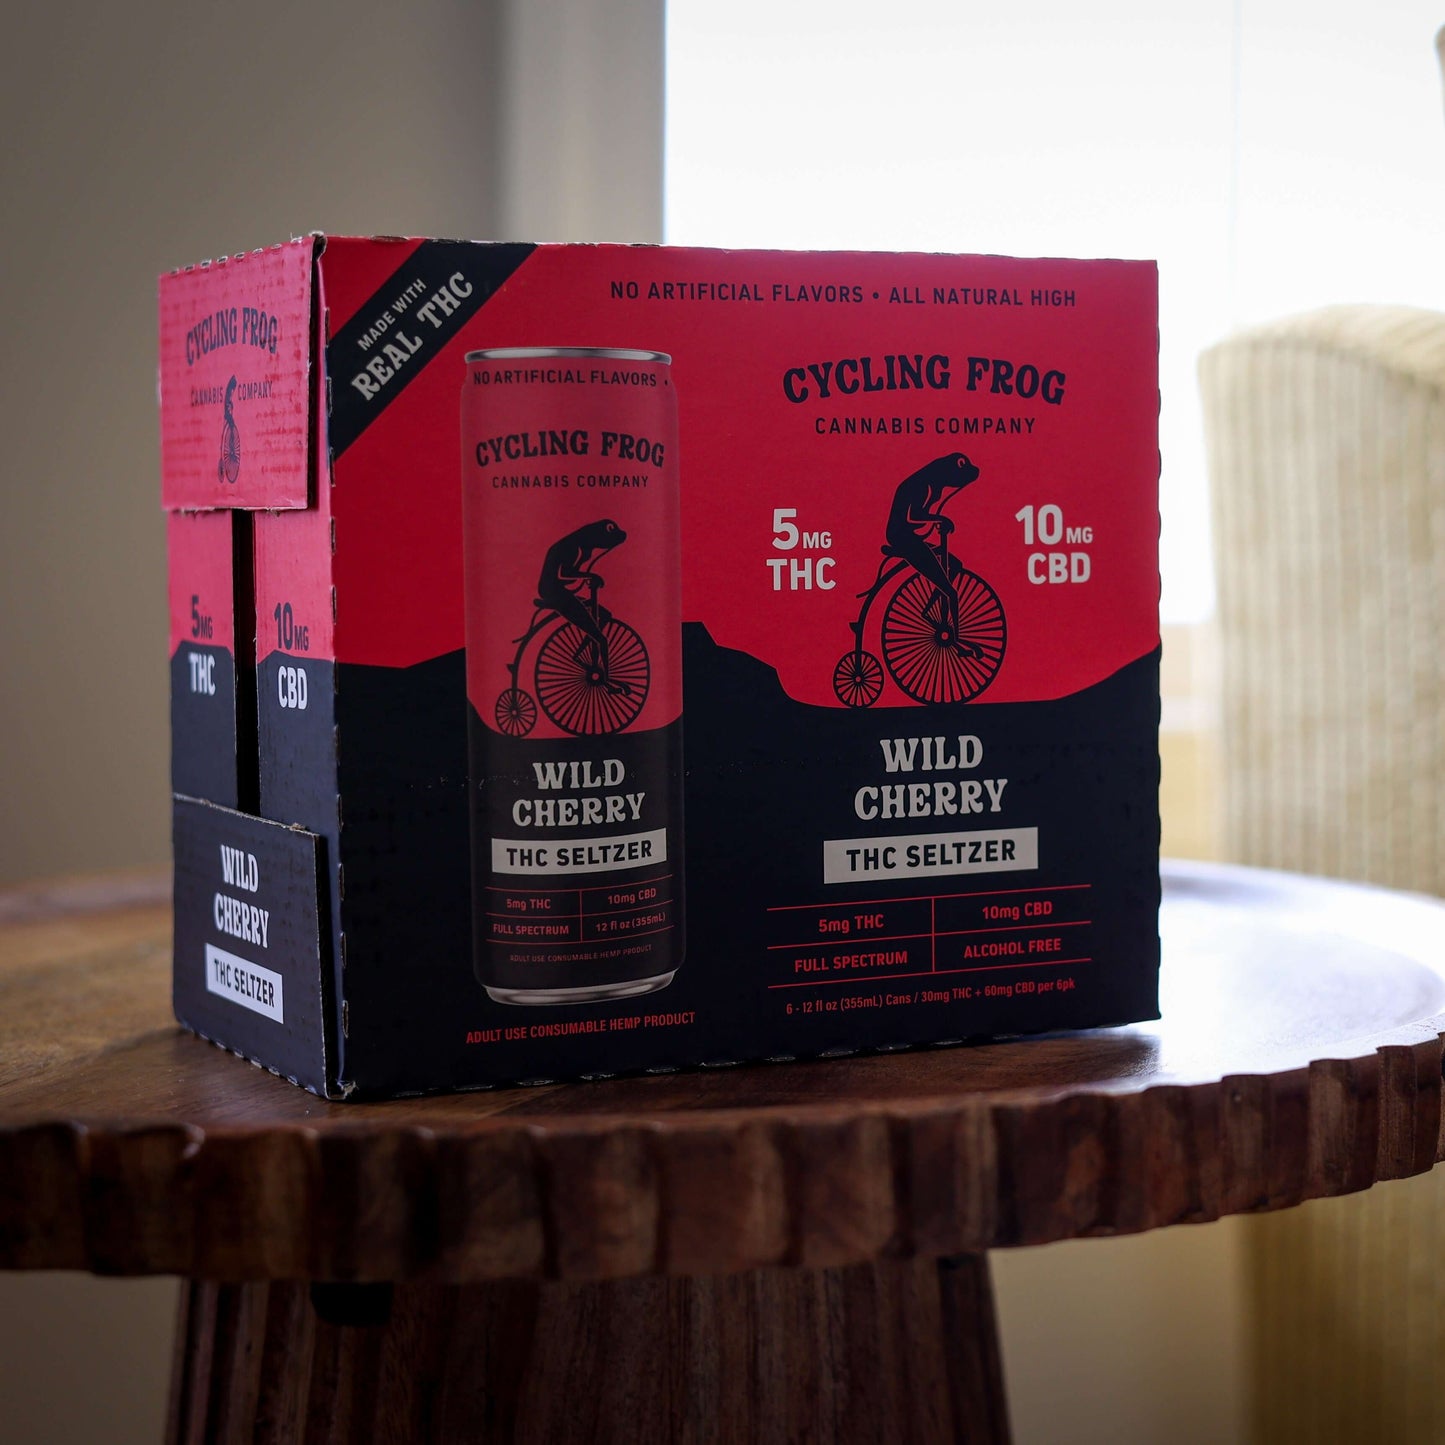 CYCLING FROG
CANNABIS COMPANY
5MG
THC
10MG
CBD
WILD
CHERRY
THC SELTZER
MADE WITH
REAL THC
NO ARTIFICIAL FLAVORS •
CYCLING FROG
CANNABIS COMPANY
WILD
CHERRY
THC SELTZER
5mg THC
10mg CBD
FULL SPECTRUM
12 fl oz (355mL)
ADULT USE CONSUMABLE HEMP PRODUCT
ADULT USE CONSUMABLE HEMP PRODUCT
NO ARTIFICIAL FLAVORS • ALL NATURAL HIGH
CYCLING FROG
CANNABIS COMPANY
5MG
THC
10MG
CBD
WILD
CHERRY
THC SELTZER
5mg THC
10mg CBD
FULL SPECTRUM
ALCOHOL FREE
6 - 12 fl oz (355mL) Cans / 30mg THC + 60mg CBD per 6pk